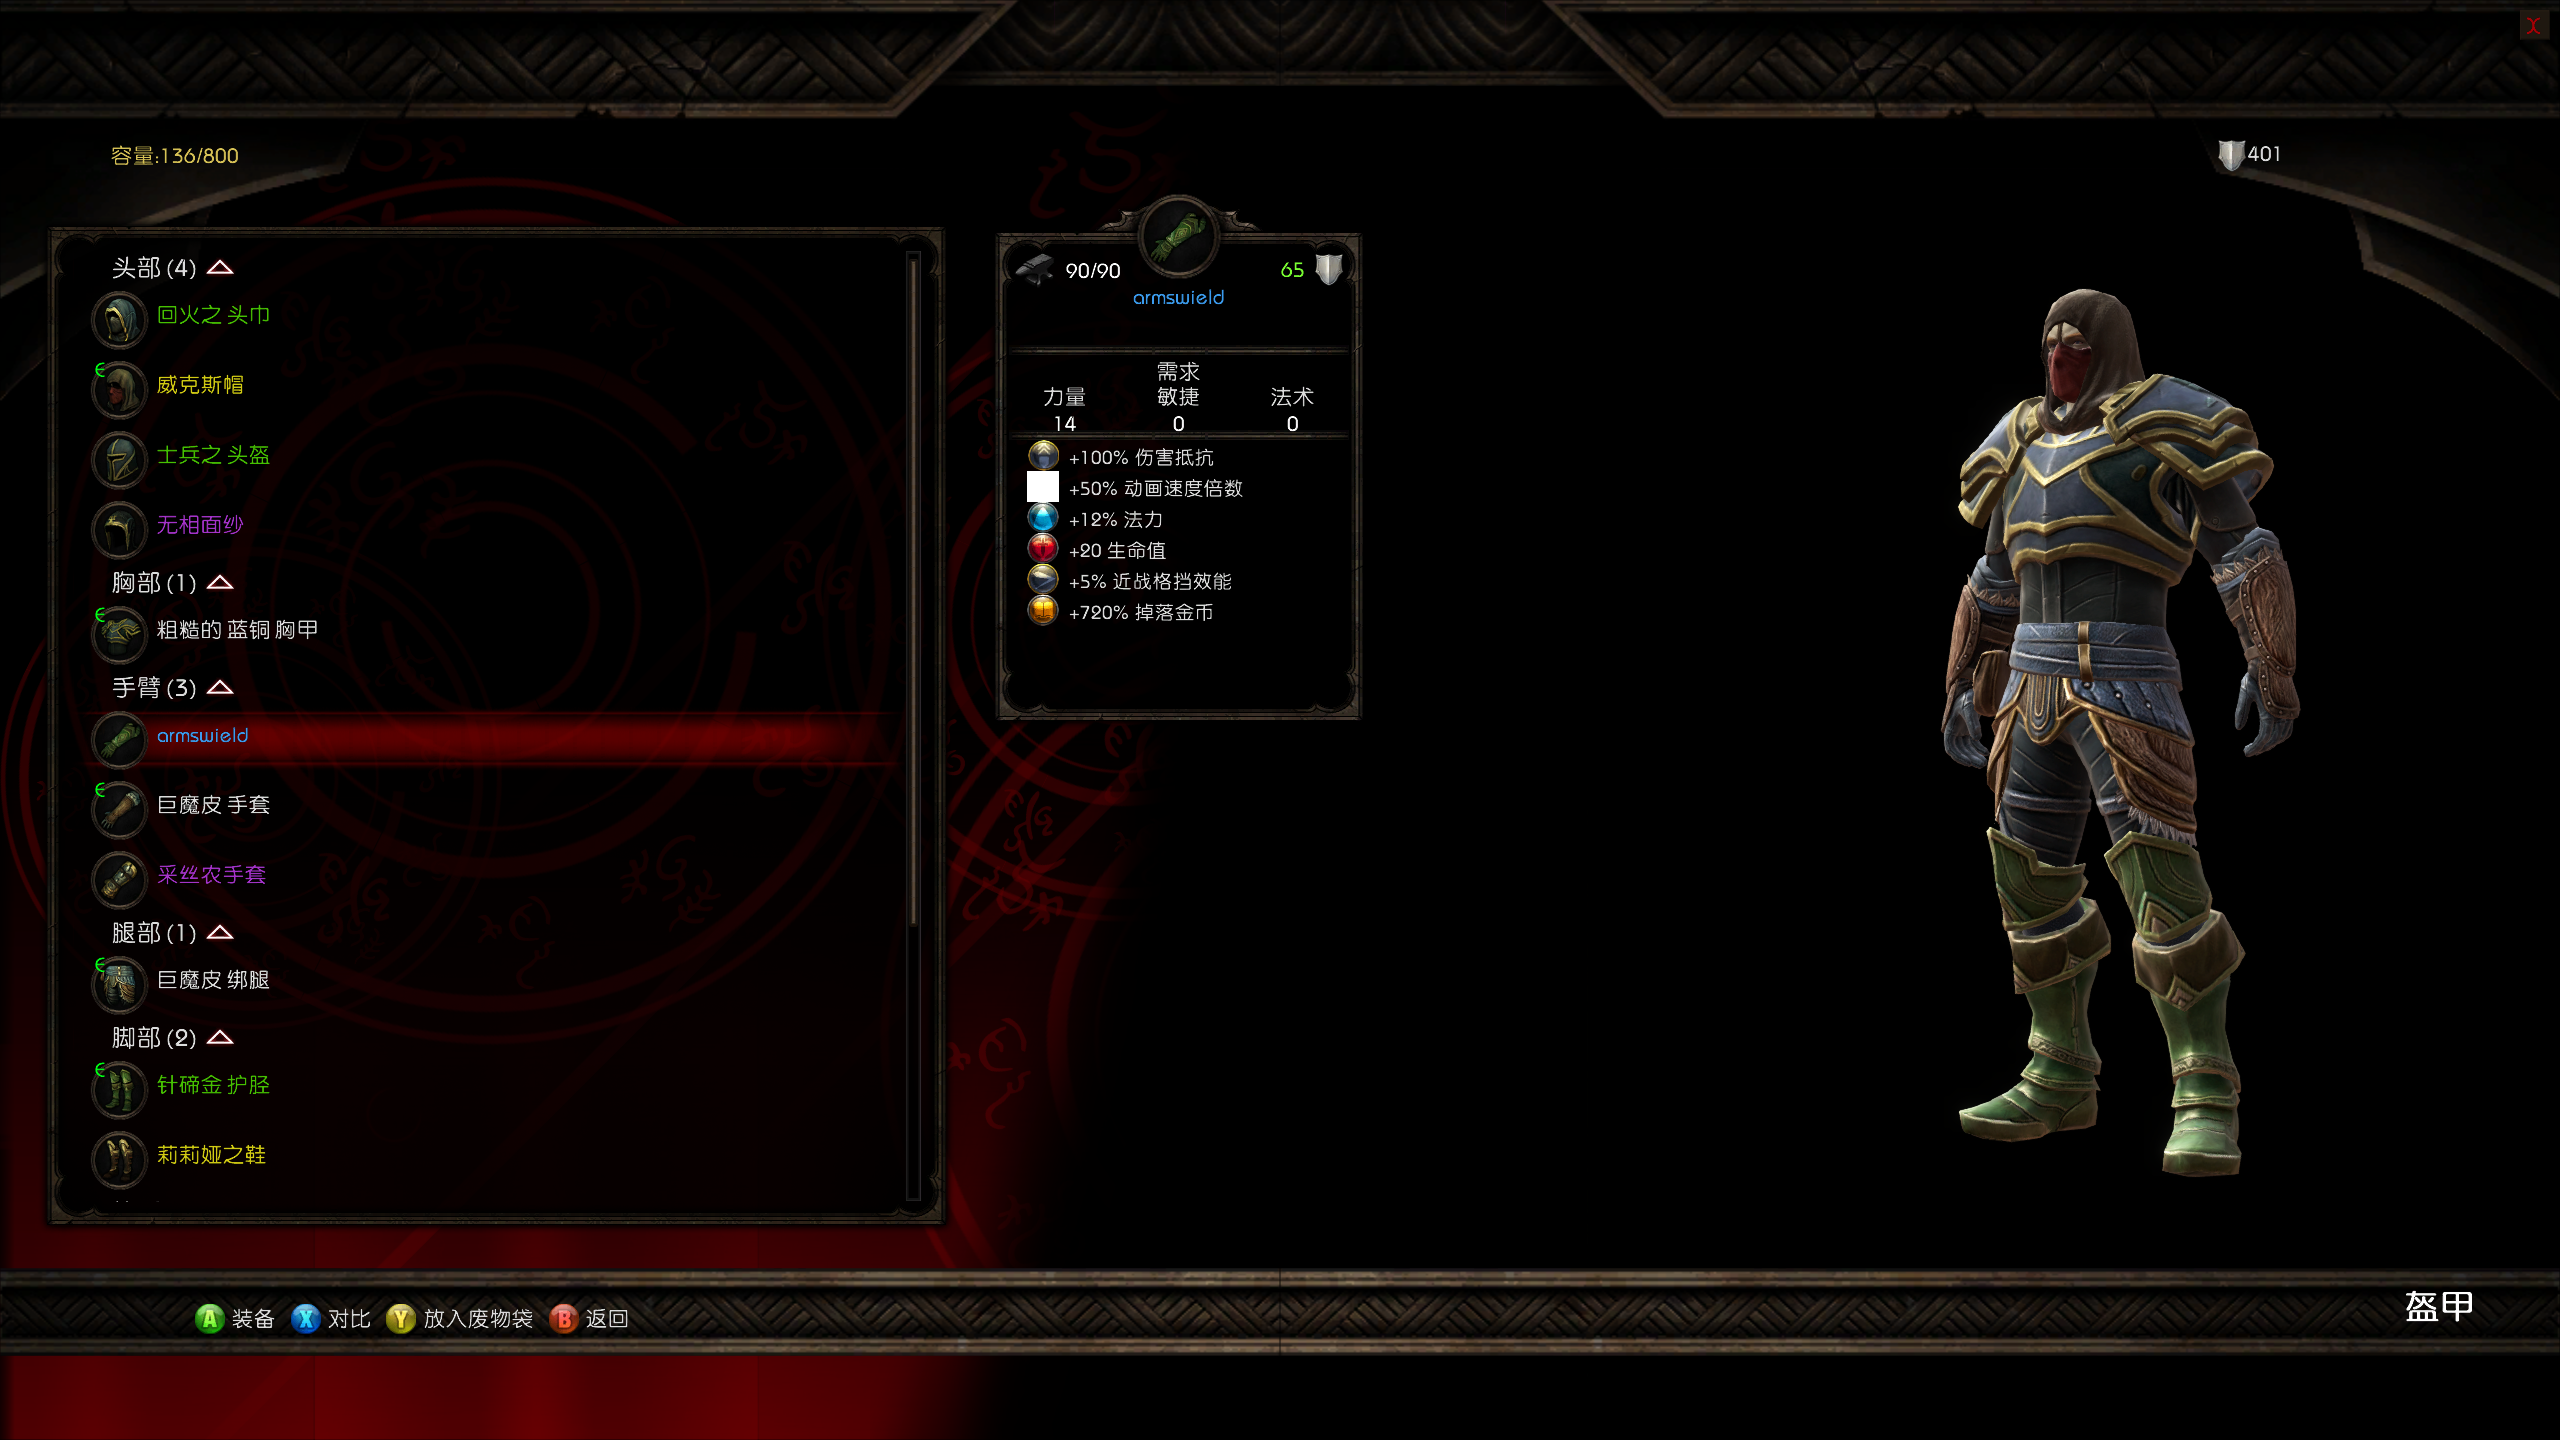 X
容量:136/800
401
头部 (4)
回火之 头巾
威克斯帽
士兵之 头盔
无相面纱
胸部 (1)
粗糙的 蓝铜 胸甲
手臂 (3)
armswield
巨魔皮 手套
采丝农手套
腿部 (1)
巨魔皮 绑腿
脚部 (2)
针碲金 护胫
莉莉娅之鞋
90/90
65
armswield
需求
力量 敏捷 法术
14 0 0
+100% 伤害抵抗
+50% 动画速度倍数
+12% 法力
+20 生命值
+5% 近战格挡效能
+720% 掉落金币
A 装备 X 对比 Y 放入废物袋 B 返回
盔甲